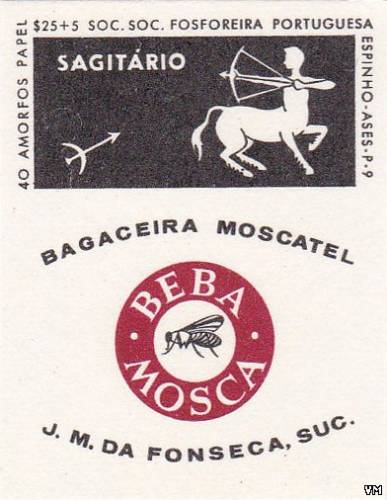 $25+5 SOC. SOC. FOSFOREIRA PORTUGUESA
ESPINHO-ASES-P-9
40 AMORFOS PAPEL
SAGITÁRIO
BAGACEIRA MOSCATEL
BEBA
MOSCA
J. M. DA FONSECA, SUC.
VM